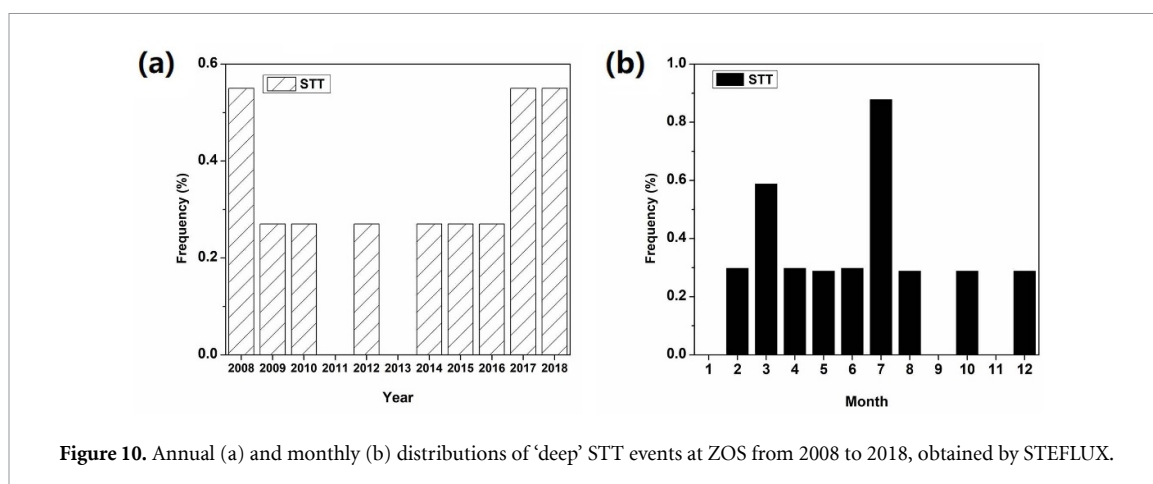 (a)
0.6
0.4
0.2
0.0
Frequency (%)
STT
2008 2009 2010 2011 2012 2013 2014 2015 2016 2017 2018
Year
(b)
1.0
0.8
0.6
0.4
0.2
0.0
Frequency (%)
STT
1 2 3 4 5 6 7 8 9 10 11 12
Month
Figure 10. Annual (a) and monthly (b) distributions of ‘deep’ STT events at ZOS from 2008 to 2018, obtained by STEFLUX.